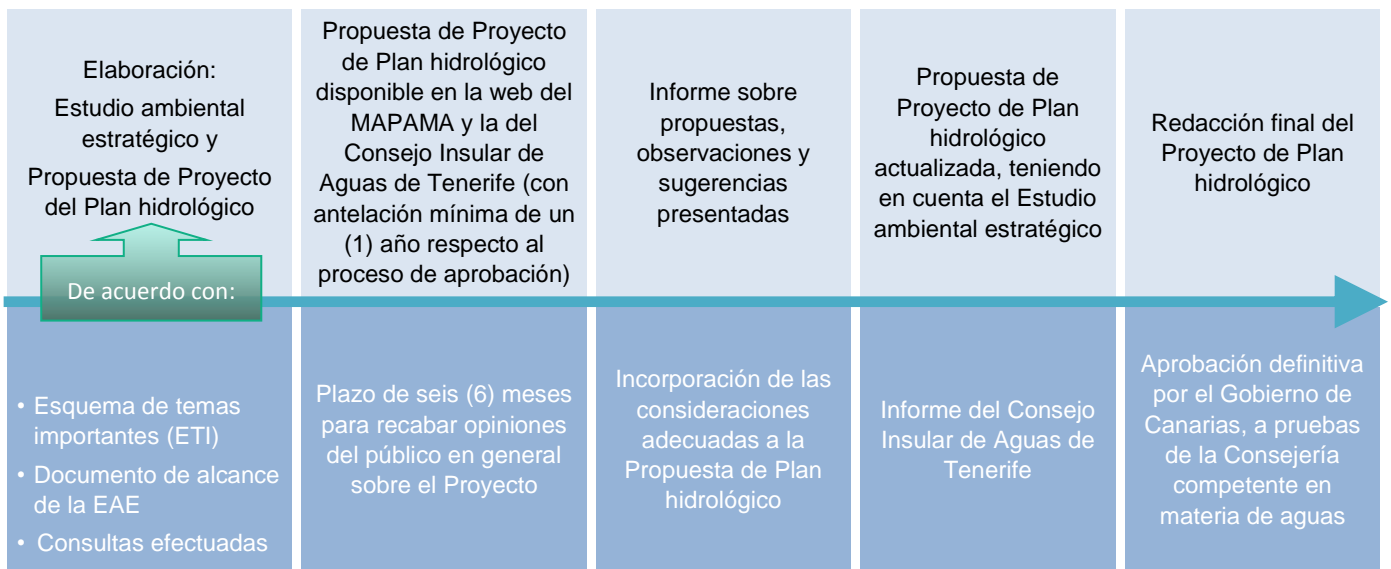 Elaboración:
Estudio ambiental
estratégico y
Propuesta de Proyecto
del Plan hidrológico
De acuerdo con:
• Esquema de temas
importantes (ETI)
• Documento de alcance
de la EAE
• Consultas efectuadas
Propuesta de Proyecto
de Plan hidrológico
disponible en la web del
MAPAMA y la del
Consejo Insular de
Aguas de Tenerife (con
antelación mínima de un
(1) año respecto al
proceso de aprobación)
Plazo de seis (6) meses
para recabar opiniones
del público en general
sobre el Proyecto
Informe sobre
propuestas,
observaciones y
sugerencias
presentadas
Incorporación de las
consideraciones
adecuadas a la
Propuesta de Plan
hidrológico
Propuesta de
Proyecto de Plan
hidrológico
actualizada, teniendo
en cuenta el Estudio
ambiental estratégico
Informe del Consejo
Insular de Aguas de
Tenerife
Redacción final del
Proyecto de Plan
hidrológico
Aprobación definitiva
por el Gobierno de
Canarias, a pruebas
de la Consejería
competente en
materia de aguas